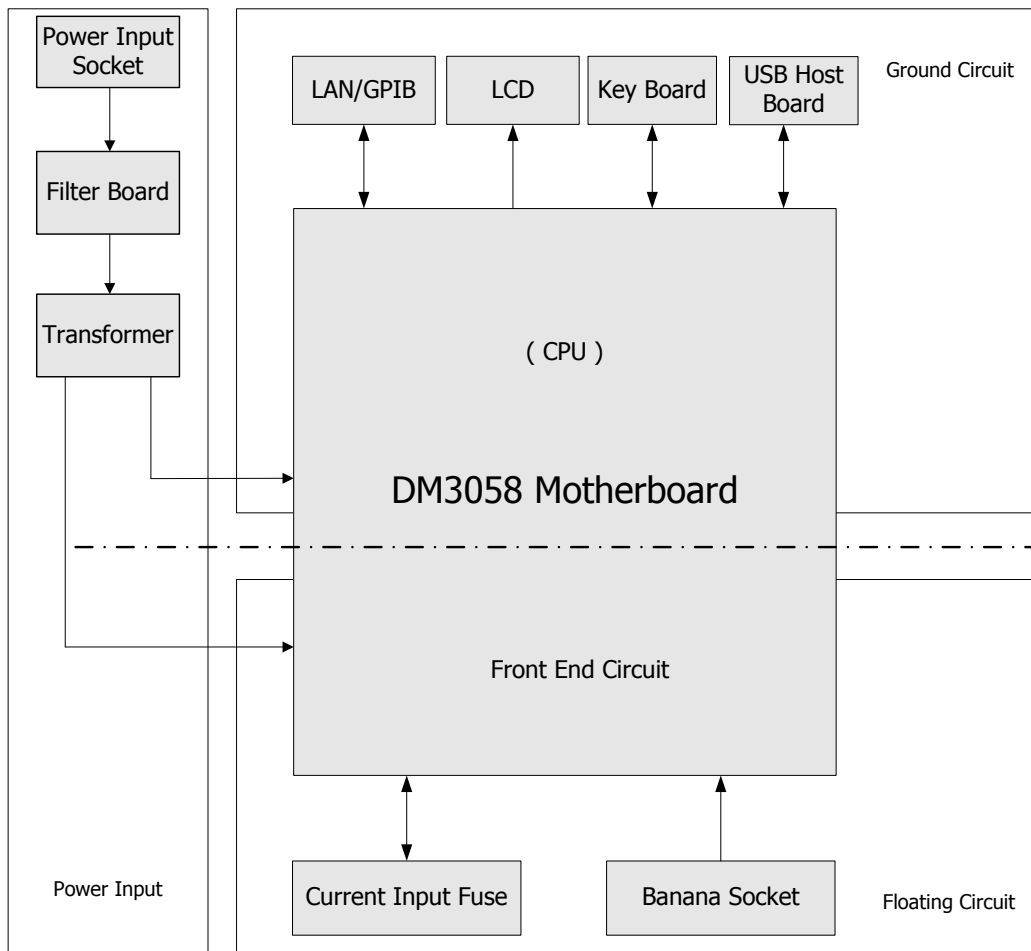 Power Input
Socket
Filter Board
Transformer
Power Input
LAN/GPIB
LCD
Key Board
USB Host
Board
Ground Circuit
( CPU )
DM3058 Motherboard
Front End Circuit
Current Input Fuse
Banana Socket
Floating Circuit